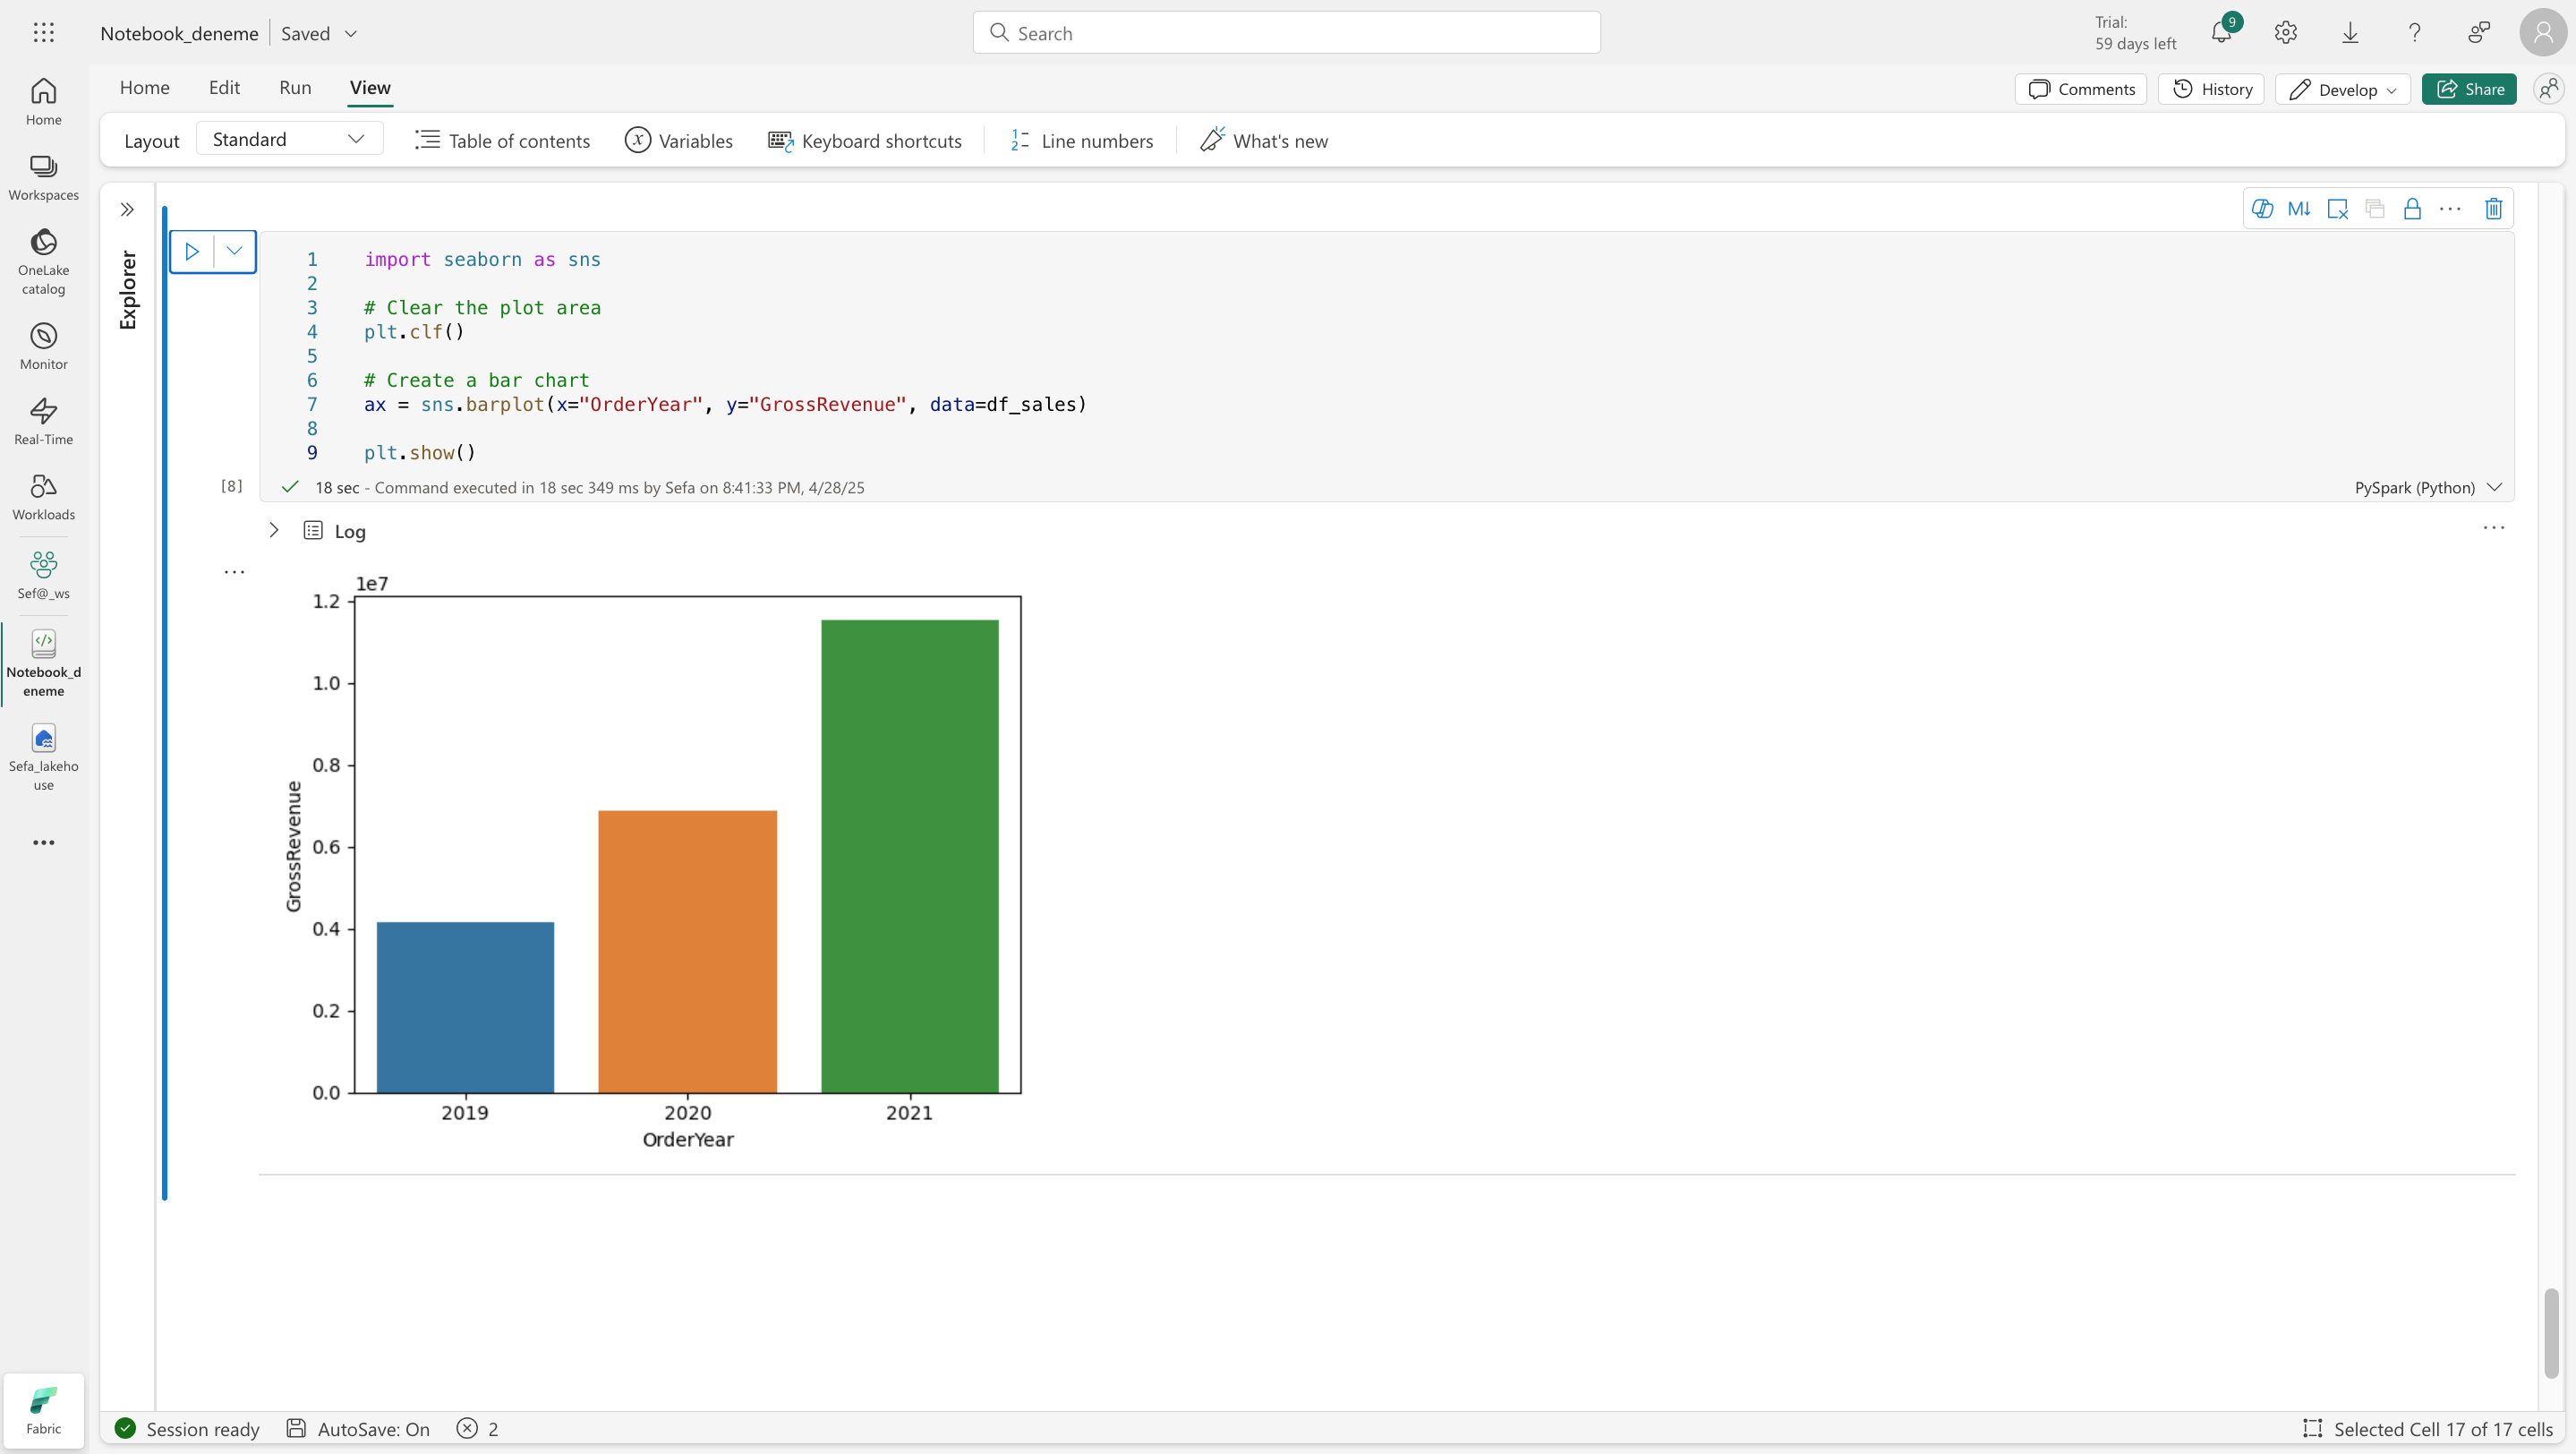 Notebook_deneme
Saved
Search
Trial:
59 days left
9
Home
Edit
Run
View
Comments
History
Develop
Share
Layout
Standard
Table of contents
Variables
Keyboard shortcuts
Line numbers
What's new
Home
Workspaces
OneLake
catalog
Monitor
Real-Time
Workloads
Sef@_ws
Notebook_d
eneme
Sefa_lakeho
use
Fabric
Explorer
1 import seaborn as sns
2
3 # Clear the plot area
4 plt.clf()
5
6 # Create a bar chart
7 ax = sns.barplot(x="OrderYear", y="GrossRevenue", data=df_sales)
8
9 plt.show()
[8]
18 sec - Command executed in 18 sec 349 ms by Sefa on 8:41:33 PM, 4/28/25
PySpark (Python)
Log
1e7
1.2
1.0
0.8
0.6
0.4
0.2
0.0
GrossRevenue
2019
2020
2021
OrderYear
Session ready
AutoSave: On
2
Selected Cell 17 of 17 cells